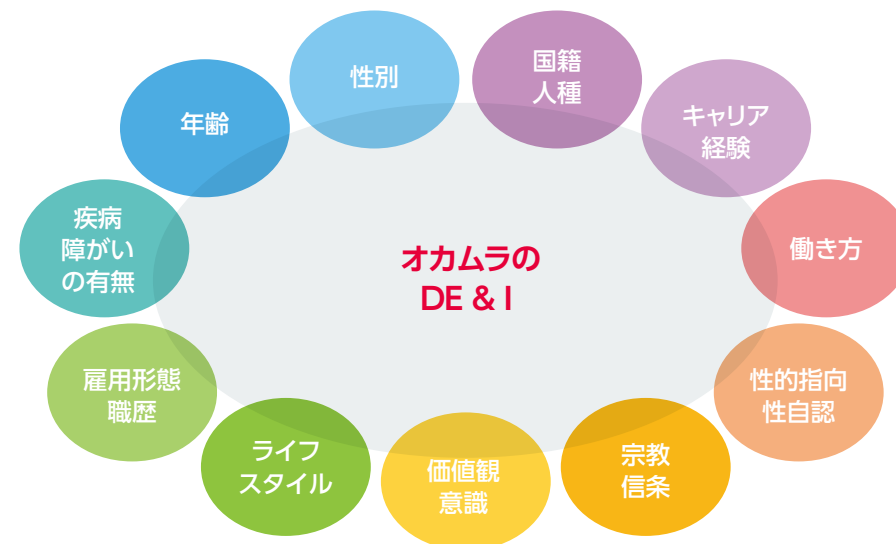 性別
国籍
人種
年齢
キャリア
経験
疾病
障がい
の有無
オカムラの
DE & I
働き方
雇用形態
職歴
性的指向
性自認
ライフ
スタイル
価値観
意識
宗教
信条